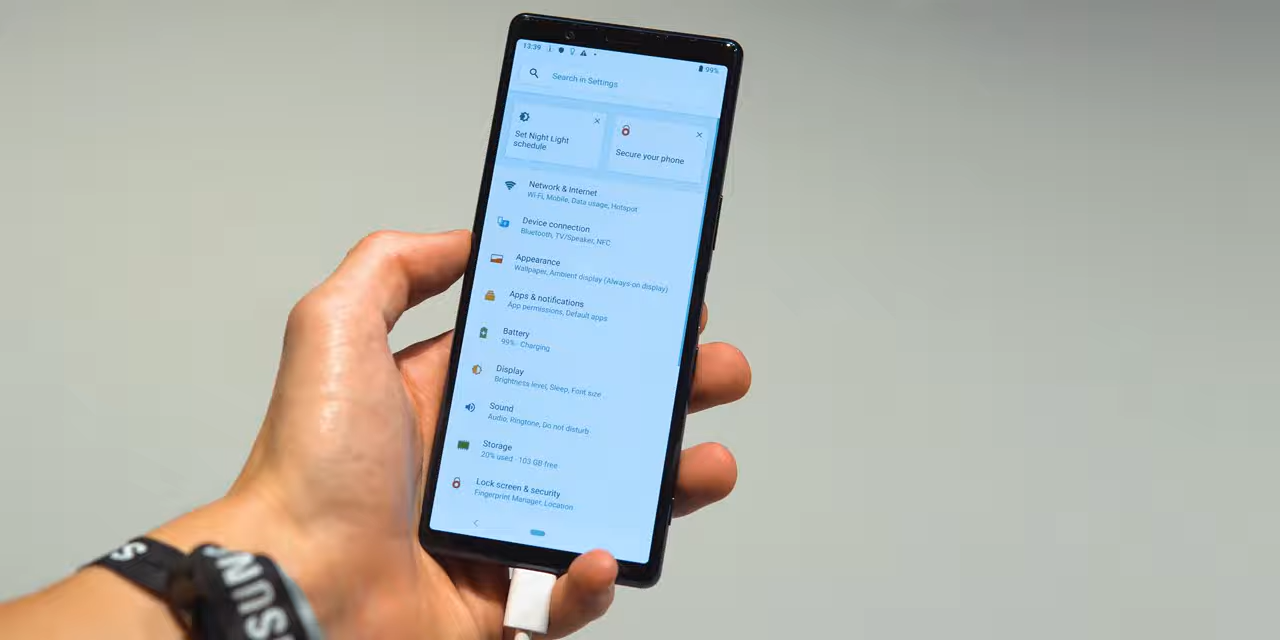 13:39
99%
Search in Settings
Set Night Light
schedule
Secure your phone
Network & Internet
Wi-Fi, Mobile, Data usage, Hotspot
Device connection
Bluetooth, TV/Speaker, NFC
Appearance
Wallpaper, Ambient display (Always-on display)
Apps & notifications
App permissions, Default apps
Battery
99% - Charging
Display
Brightness level, Sleep, Font size
Sound
Audio, Ringtone, Do not disturb
Storage
20% used - 103 GB free
Lock screen & security
Fingerprint Manager, Location
S
MSUNS